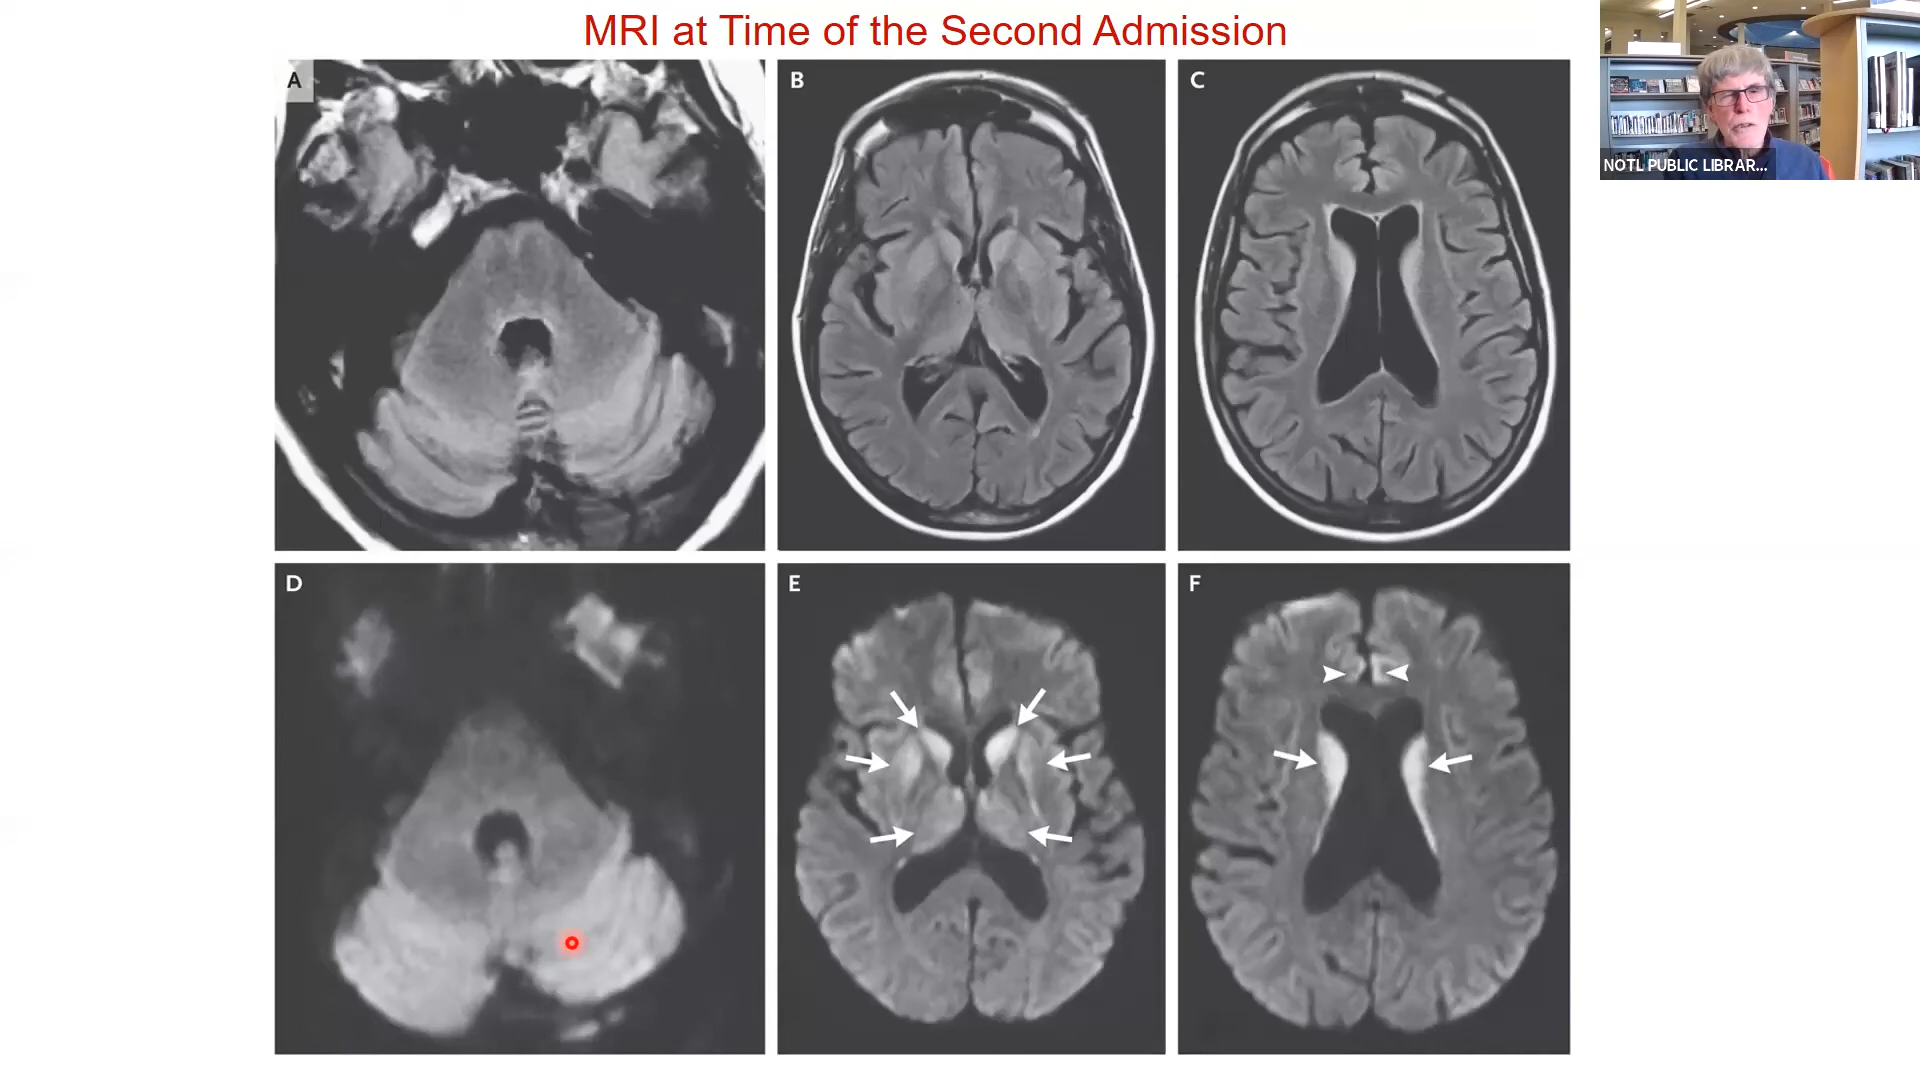 MRI at Time of the Second Admission
A
B
C
NOTL PUBLIC LIBRAR...
D
E
F